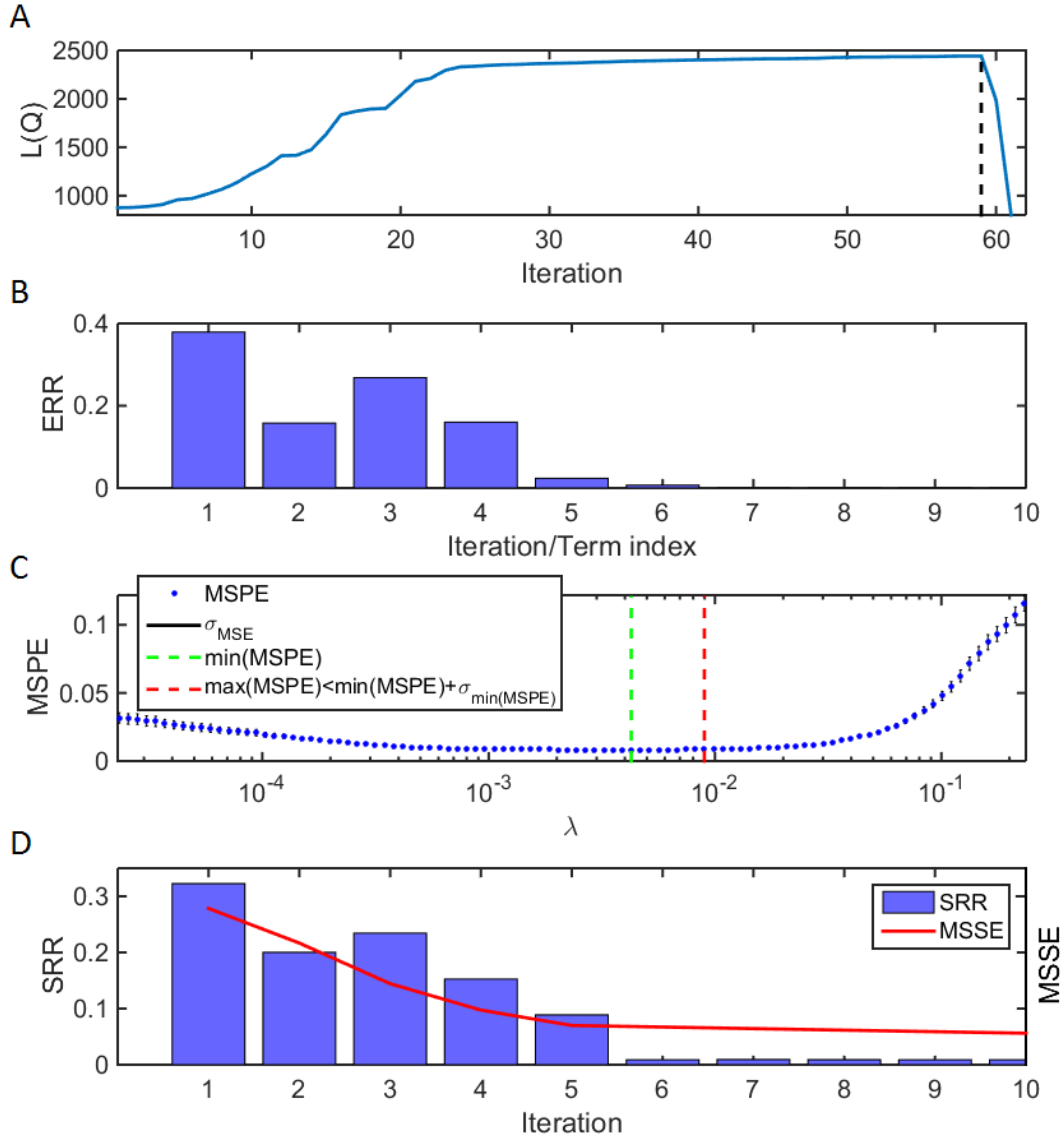 A
2500
2000
1500
1000
L(Q)
10 20 30 40 50 60
Iteration
B
0.4
0.2
0
ERR
1 2 3 4 5 6 7 8 9 10
Iteration/Term index
C
MSPE
σMSE
min(MSPE)
max(MSPE)<min(MSPE)+σmin(MSPE)
0.1
0.05
0
MSPE
10-4 10-3 10-2 10-1
λ
D
0.3
0.2
0.1
0
SRR
SRR
MSSE
MSSE
1 2 3 4 5 6 7 8 9 10
Iteration